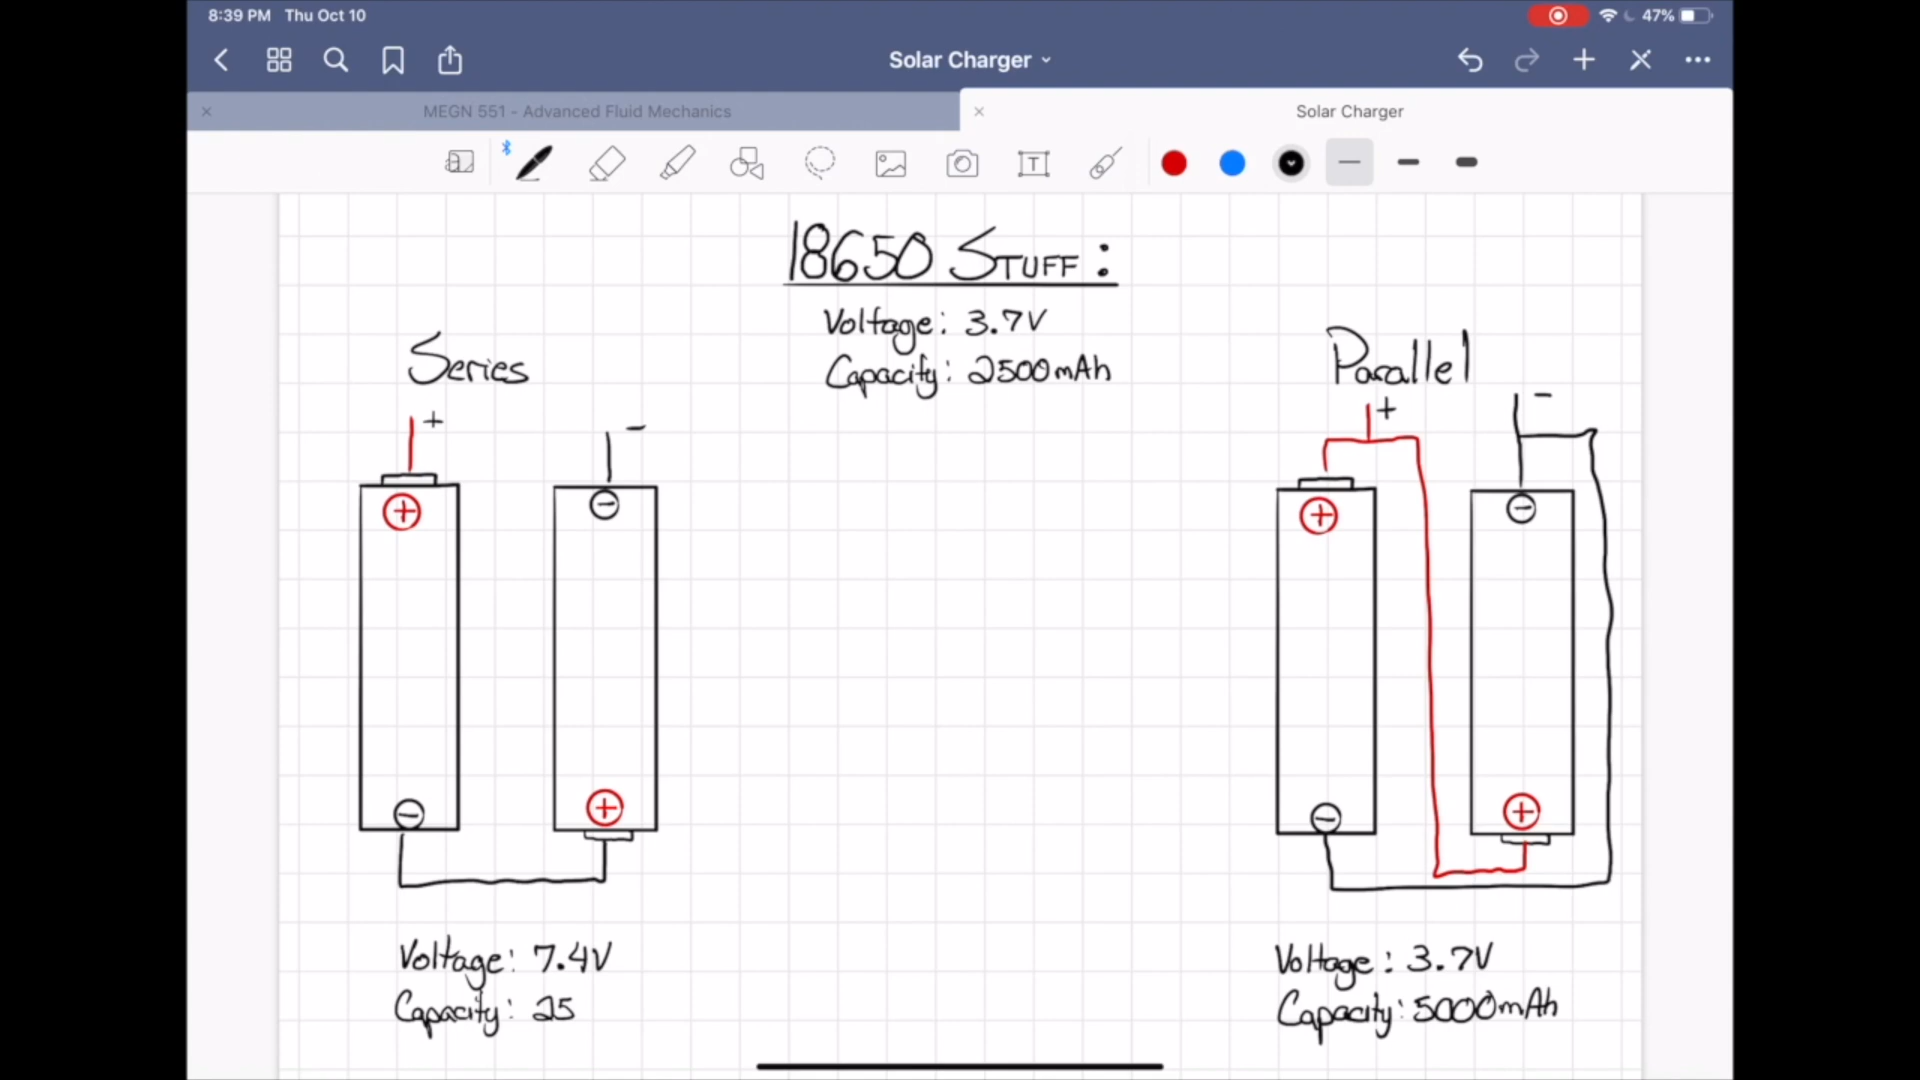 8:39 PM Thu Oct 10
47%
Solar Charger
MEGN 551 - Advanced Fluid Mechanics
Solar Charger
a
T
18650 STUFF:
Voltage: 3.7V
Capacity: 2500mAh
Series
+
-
+
-
-
+
Voltage: 7.4V
Capacity: 25
Parallel
+
-
+
-
-
+
Voltage: 3.7V
Capacity: 5000mAh